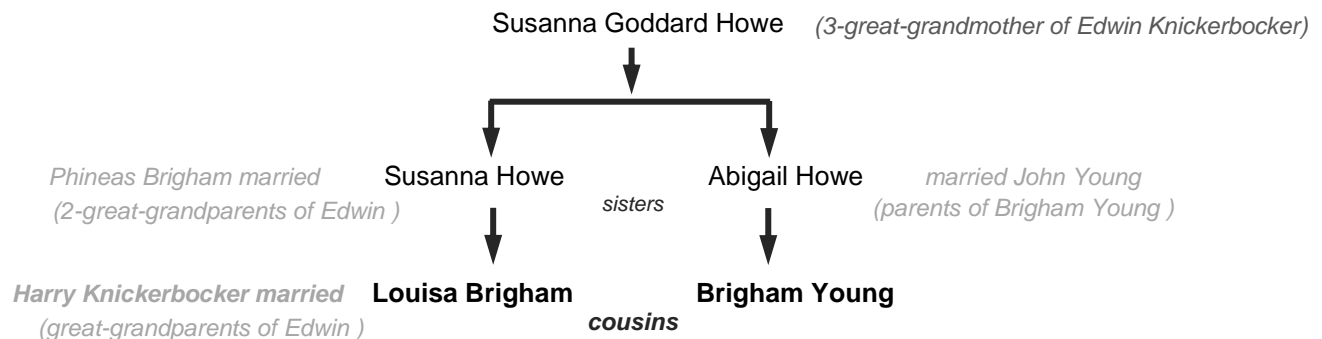 Susanna Goddard Howe (3-great-grandmother of Edwin Knickerbocker)
Phineas Brigham married Susanna Howe Abigail Howe married John Young
(2-great-grandparents of Edwin ) sisters (parents of Brigham Young )
Harry Knickerbocker married Louisa Brigham Brigham Young
(great-grandparents of Edwin ) cousins